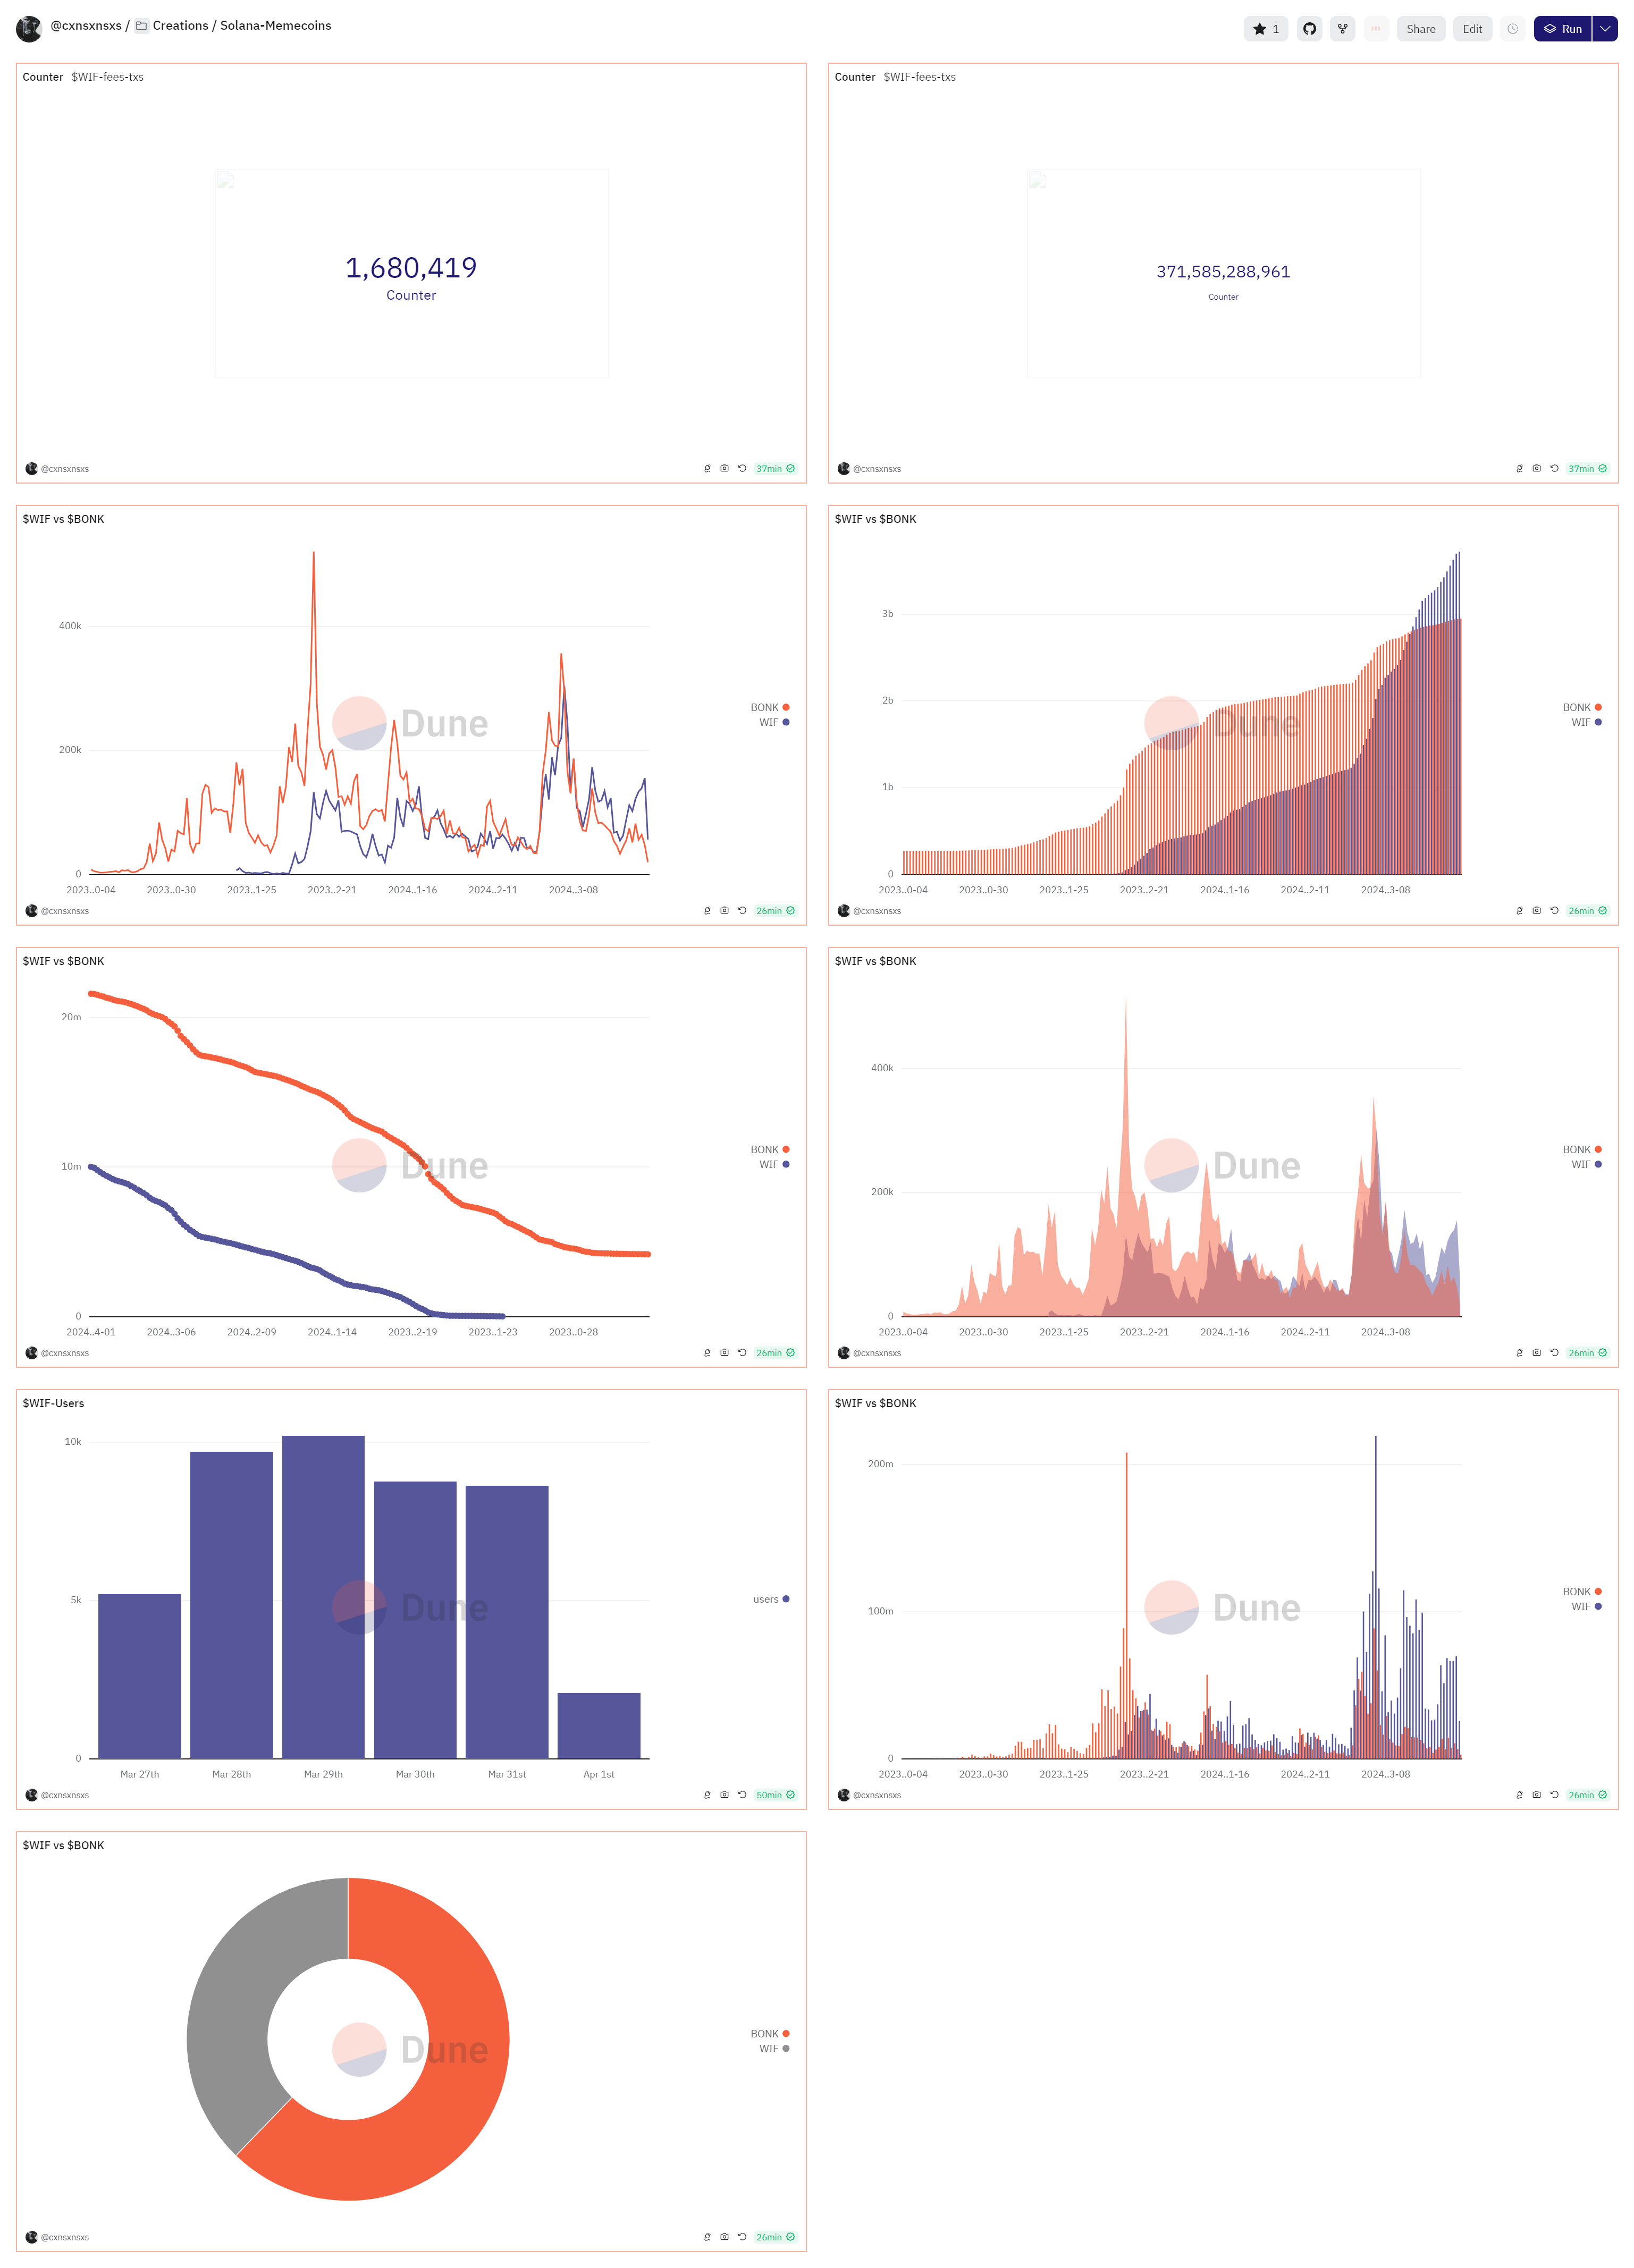 @cxnsxnsxs / Creations / Solana-Memecoins
1
Share
Edit
Run
Counter $WIF-fees-txs
1,680,419
Counter
@cxnsxnsxs
37min
Counter $WIF-fees-txs
371,585,288,961
Counter
@cxnsxnsxs
37min
$WIF vs $BONK
400k
200k
0
2023..0-04 2023..0-30 2023..1-25 2023..2-21 2024..1-16 2024..2-11 2024..3-08
Dune
BONK
WIF
@cxnsxnsxs
26min
$WIF vs $BONK
3b
2b
1b
0
2023..0-04 2023..0-30 2023..1-25 2023..2-21 2024..1-16 2024..2-11 2024..3-08
Dune
BONK
WIF
@cxnsxnsxs
26min
$WIF vs $BONK
20m
10m
0
2024..4-01 2024..3-06 2024..2-09 2024..1-14 2023..2-19 2023..1-23 2023..0-28
Dune
BONK
WIF
@cxnsxnsxs
26min
$WIF vs $BONK
400k
200k
0
2023..0-04 2023..0-30 2023..1-25 2023..2-21 2024..1-16 2024..2-11 2024..3-08
Dune
BONK
WIF
@cxnsxnsxs
26min
$WIF-Users
10k
5k
0
Mar 27th Mar 28th Mar 29th Mar 30th Mar 31st Apr 1st
Dune
users
@cxnsxnsxs
50min
$WIF vs $BONK
200m
100m
0
2023..0-04 2023..0-30 2023..1-25 2023..2-21 2024..1-16 2024..2-11 2024..3-08
Dune
BONK
WIF
@cxnsxnsxs
26min
$WIF vs $BONK
Dune
BONK
WIF
@cxnsxnsxs
26min